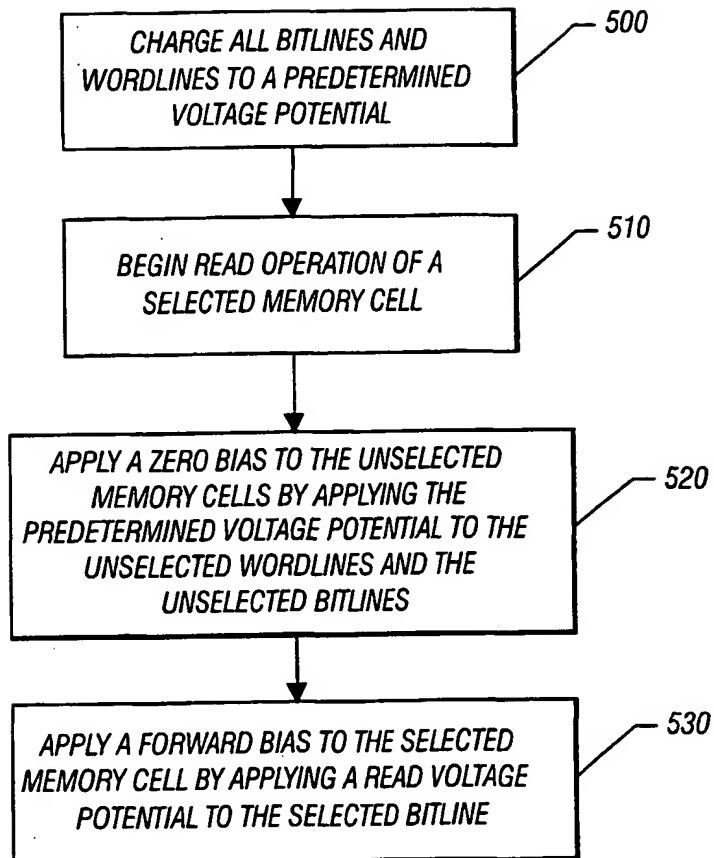 CHARGE ALL BITLINES AND
WORDLINES TO A PREDETERMINED
VOLTAGE POTENTIAL
500
BEGIN READ OPERATION OF A
SELECTED MEMORY CELL
510
APPLY A ZERO BIAS TO THE UNSELECTED
MEMORY CELLS BY APPLYING THE
PREDETERMINED VOLTAGE POTENTIAL TO THE
UNSELECTED WORDLINES AND THE
UNSELECTED BITLINES
520
APPLY A FORWARD BIAS TO THE SELECTED
MEMORY CELL BY APPLYING A READ VOLTAGE
POTENTIAL TO THE SELECTED BITLINE
530